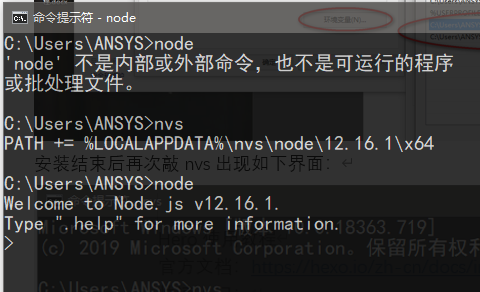 命令提示符 - node
C:\Users\ANSYS>node
'node' 不是内部或外部命令，也不是可运行的程序
或批处理文件。
C:\Users\ANSYS>nvs
PATH += %LOCALAPPDATA%\nvs\node\12.16.1\x64
安装结束后再次敲 nvs 出现如下界面：
C:\Users\ANSYS>node
Welcome to Node.js v12.16.1.
Type ".help" for more information.
>
(c) 2019 Microsoft Corporation。保留所有权利
C:\Users\ANSYS>nvs